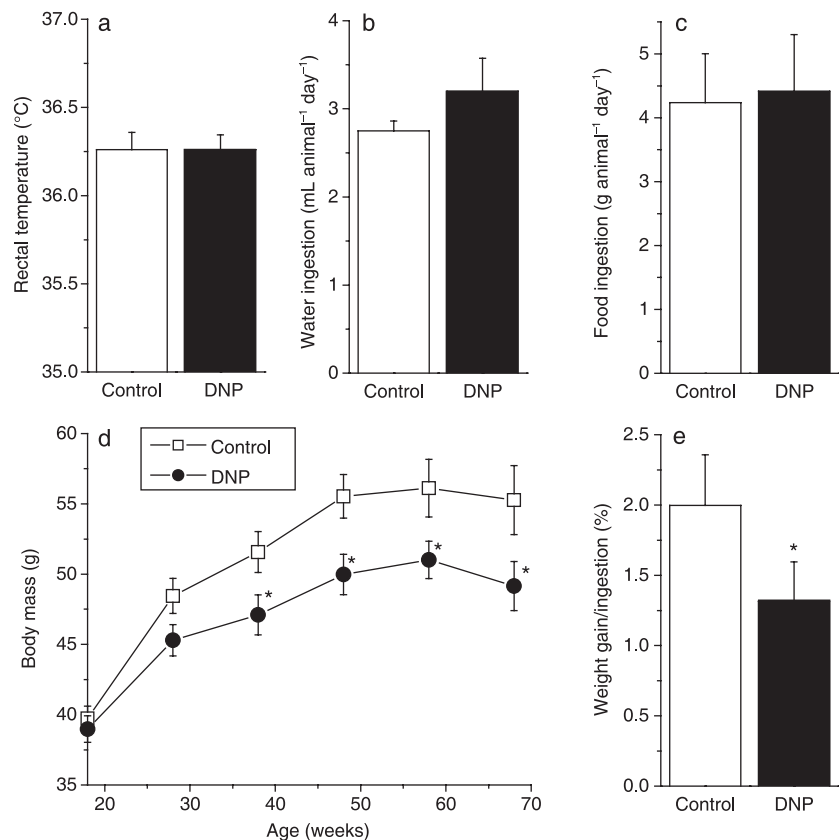 a
37.0
36.5
36.0
35.5
35.0
Rectal temperature (°C)
Control DNP
b
4
3
2
1
0
Water ingestion (mL animal⁻¹ day⁻¹)
Control DNP
c
5
4
3
2
1
0
Food ingestion (g animal⁻¹ day⁻¹)
Control DNP
d
Control
DNP
60
55
50
45
40
35
Body mass (g)
*
*
*
*
20 30 40 50 60 70
Age (weeks)
e
2.5
2.0
1.5
1.0
0.5
0.0
Weight gain/ingestion (%)
*
Control DNP